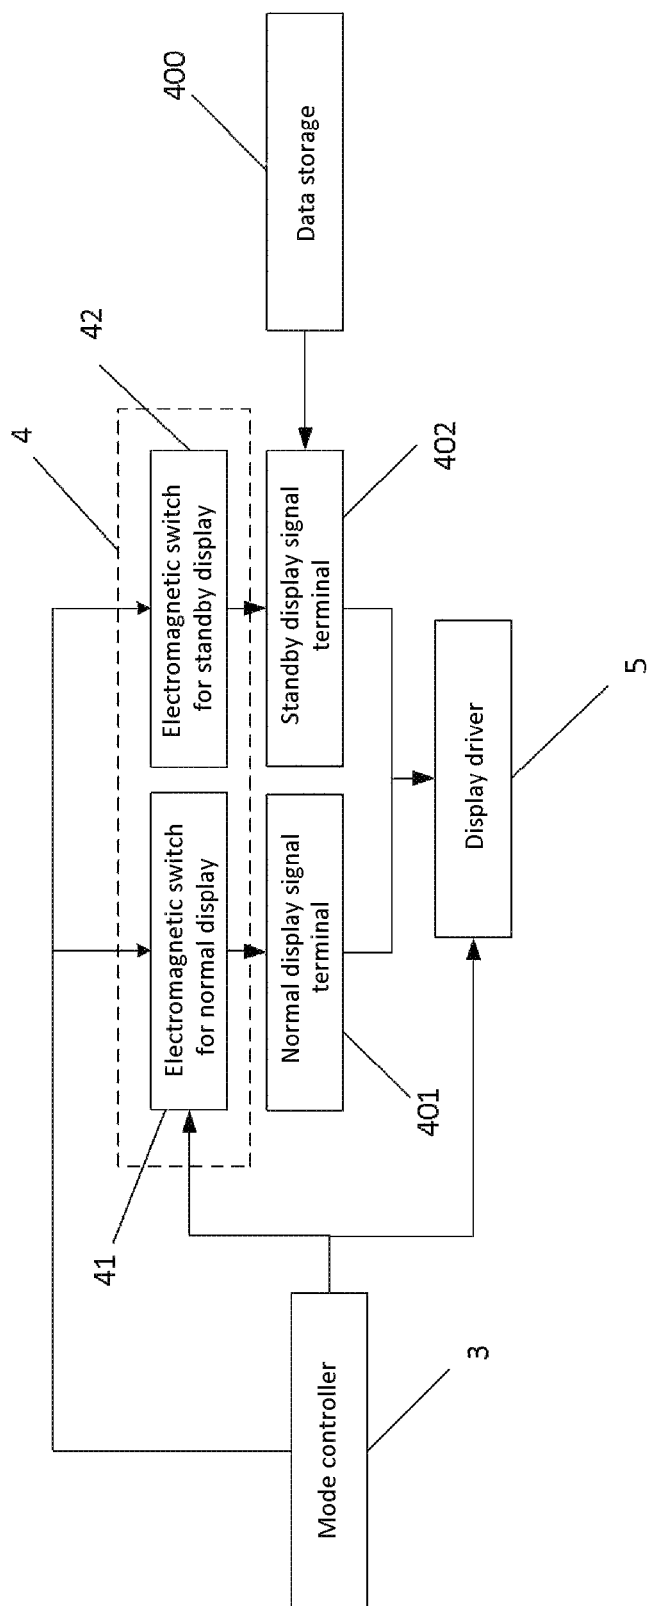 4
42
400
Electromagnetic switch
for normal display
Electromagnetic switch
for standby display
41
Data storage
Normal display signal
terminal
Standby display signal
terminal
Mode controller
401
402
3
Display driver
5